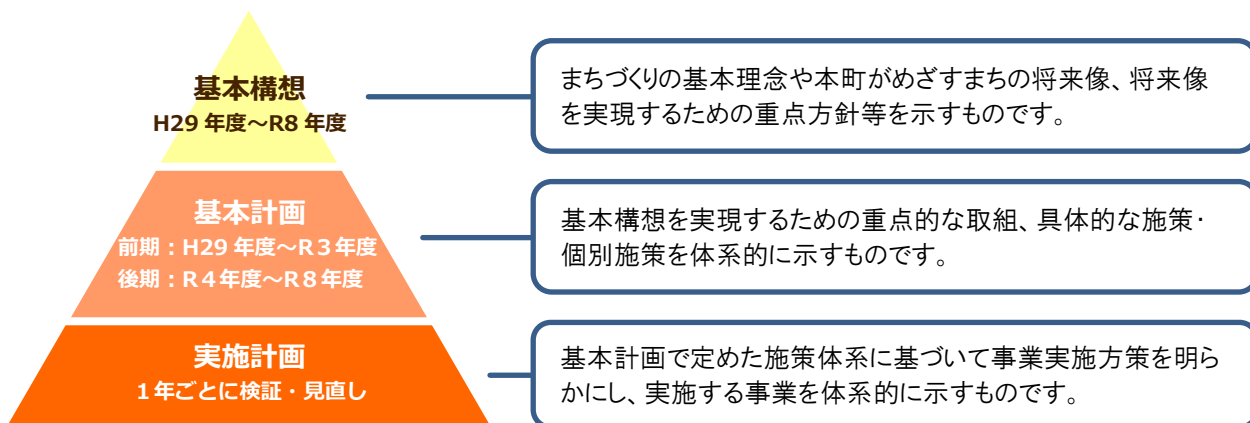 基本構想
H29 年度～R8 年度
まちづくりの基本理念や本町がめざすまちの将来像、将来像
を実現するための重点方針等を示すものです。
基本計画
前期：H29 年度～R３年度
後期：R４年度～R８年度
基本構想を実現するための重点的な取組、具体的な施策・
個別施策を体系的に示すものです。
実施計画
１年ごとに検証・見直し
基本計画で定めた施策体系に基づいて事業実施方策を明ら
かにし、実施する事業を体系的に示すものです。